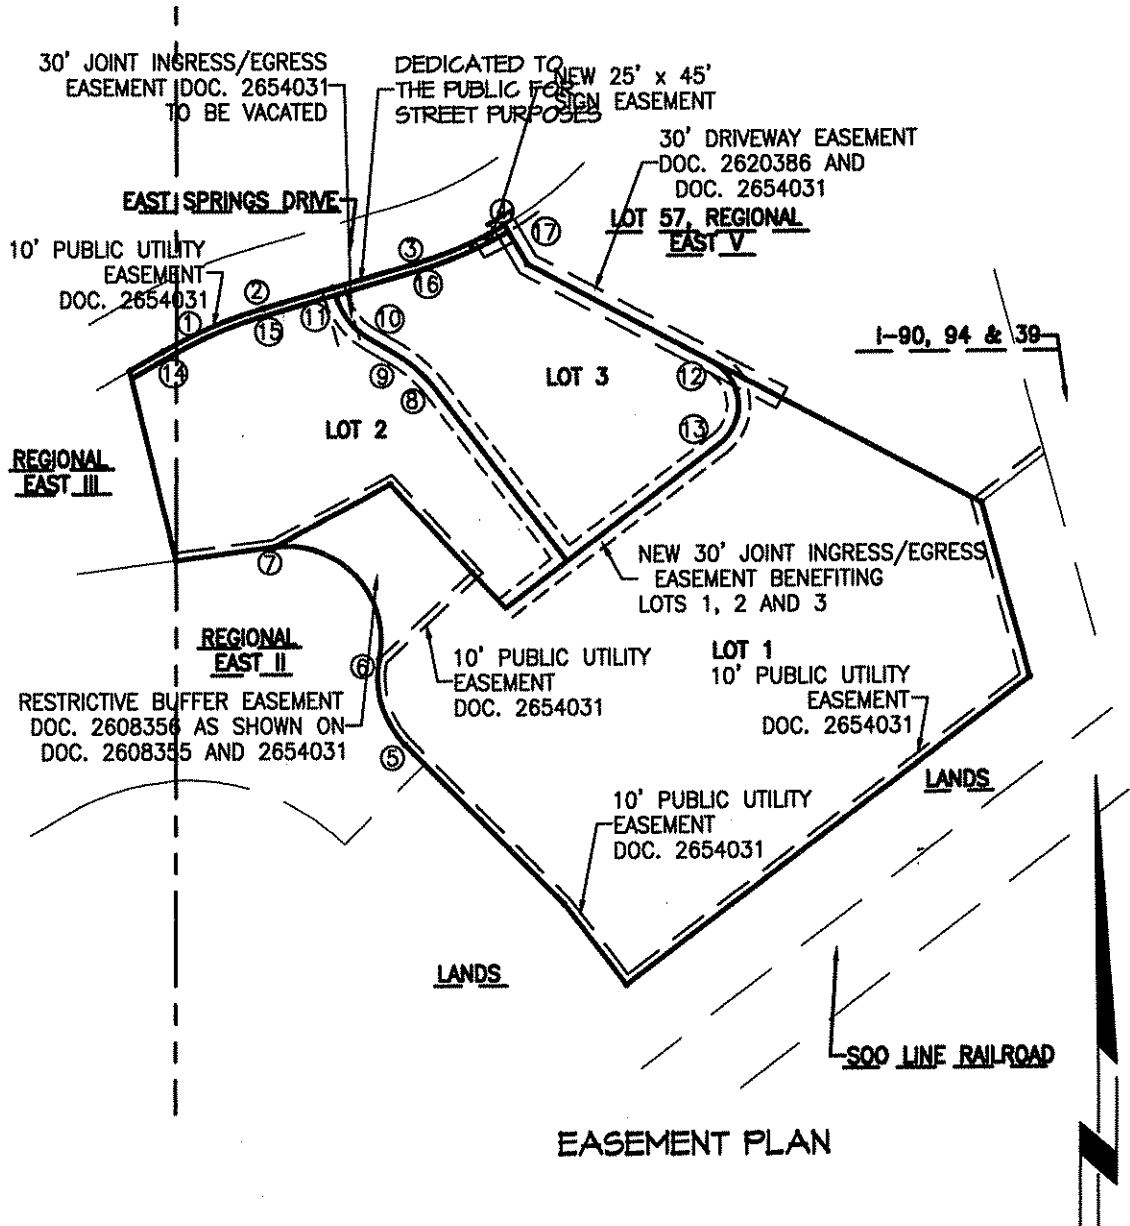 30' JOINT INGRESS/EGRESS
EASEMENT DOC. 2654031
TO BE VACATED
DEDICATED TO
THE PUBLIC FOR
STREET PURPOSES
NEW 25' x 45'
SIGN EASEMENT
30' DRIVEWAY EASEMENT
DOC. 2620386 AND
DOC. 2654031
EAST SPRINGS DRIVE
LOT 57, REGIONAL
EAST V
10' PUBLIC UTILITY
EASEMENT
DOC. 2654031
1
2
3
4
17
16
15
14
11
10
9
8
12
13
I-90, 94 & 39
LOT 3
LOT 2
REGIONAL
EAST III
7
NEW 30' JOINT INGRESS/EGRESS
EASEMENT BENEFITING
LOTS 1, 2 AND 3
REGIONAL
EAST II
6
10' PUBLIC UTILITY
EASEMENT
DOC. 2654031
LOT 1
10' PUBLIC UTILITY
EASEMENT
DOC. 2654031
RESTRICTIVE BUFFER EASEMENT
DOC. 2608356 AS SHOWN ON
DOC. 2608355 AND 2654031
5
LANDS
10' PUBLIC UTILITY
EASEMENT
DOC. 2654031
LANDS
SOO LINE RAILROAD
EASEMENT PLAN